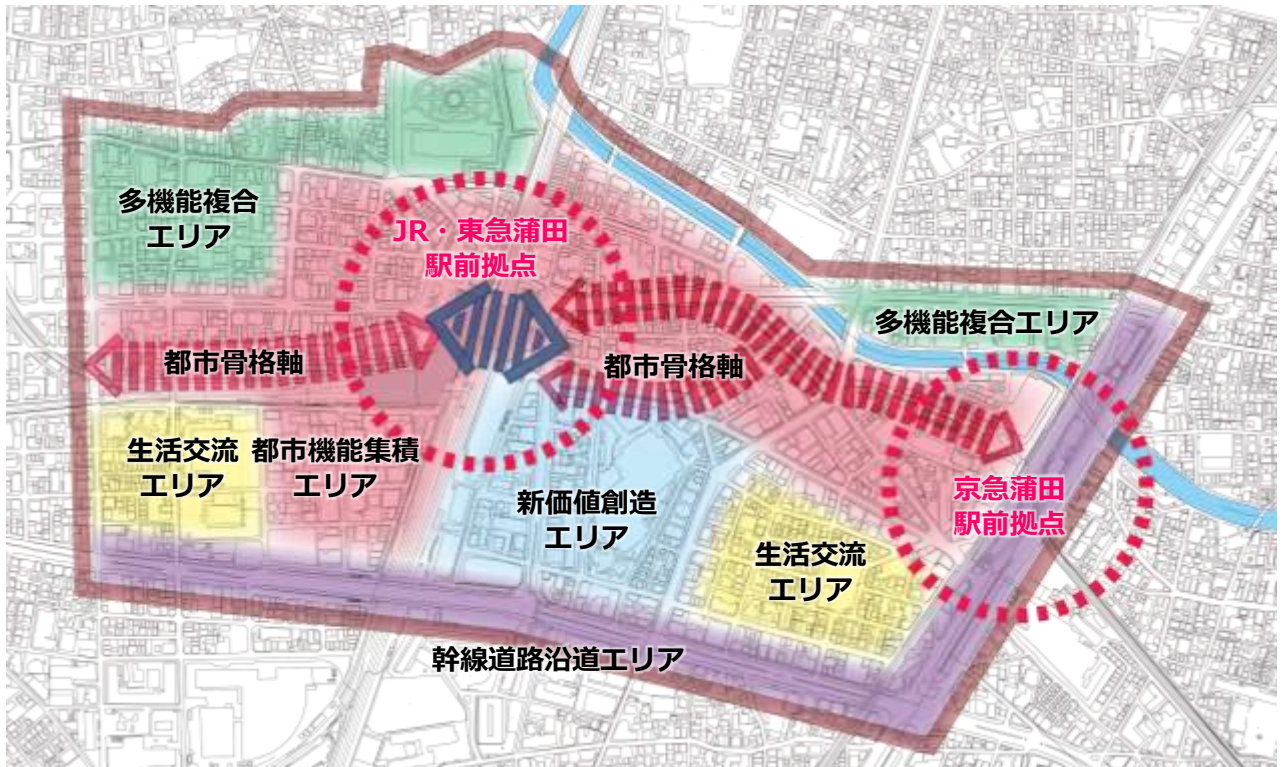 多機能複合
エリア
JR・東急蒲田
駅前拠点
多機能複合エリア
都市骨格軸
都市骨格軸
生活交流
エリア
都市機能集積
エリア
新価値創造
エリア
京急蒲田
駅前拠点
生活交流
エリア
幹線道路沿道エリア